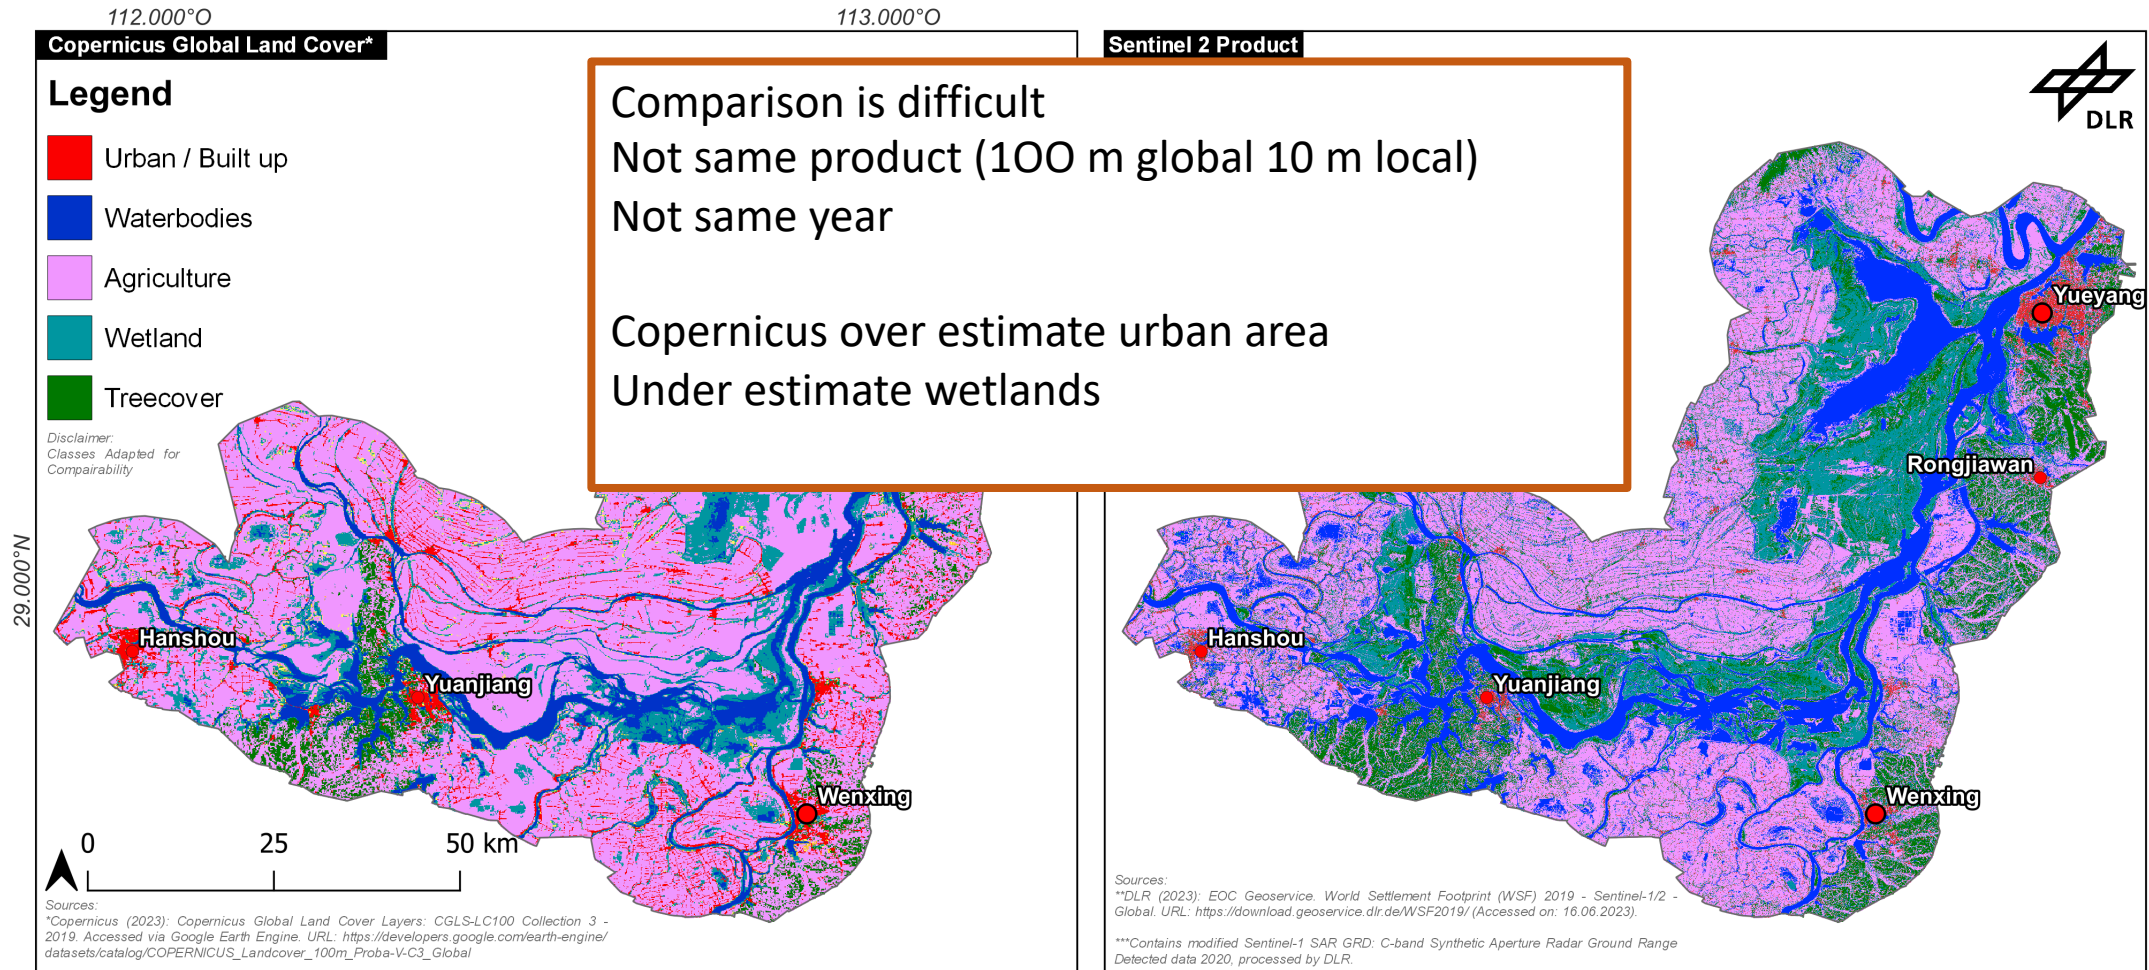 112.000°O
113.000°O
Copernicus Global Land Cover*
Legend
Urban / Built up
Waterbodies
Agriculture
Wetland
Treecover
Disclaimer:
Classes Adapted for
Compairability
29.000°N
Hanshou
Yuanjiang
Wenxing
0 25 50 km
Sources:
*Copernicus (2023): Copernicus Global Land Cover Layers: CGLS-LC100 Collection 3 -
2019. Accessed via Google Earth Engine. URL: https://developers.google.com/earth-engine/
datasets/catalog/COPERNICUS_Landcover_100m_Proba-V-C3_Global
Comparison is difficult
Not same product (1OO m global 10 m local)
Not same year
Copernicus over estimate urban area
Under estimate wetlands
Sentinel 2 Product
DLR
Yueyang
Rongjiawan
Hanshou
Yuanjiang
Wenxing
Sources:
**DLR (2023): EOC Geoservice. World Settlement Footprint (WSF) 2019 - Sentinel-1/2 -
Global. URL: https://download.geoservice.dlr.de/WSF2019/ (Accessed on: 16.06.2023).
***Contains modified Sentinel-1 SAR GRD: C-band Synthetic Aperture Radar Ground Range
Detected data 2020, processed by DLR.